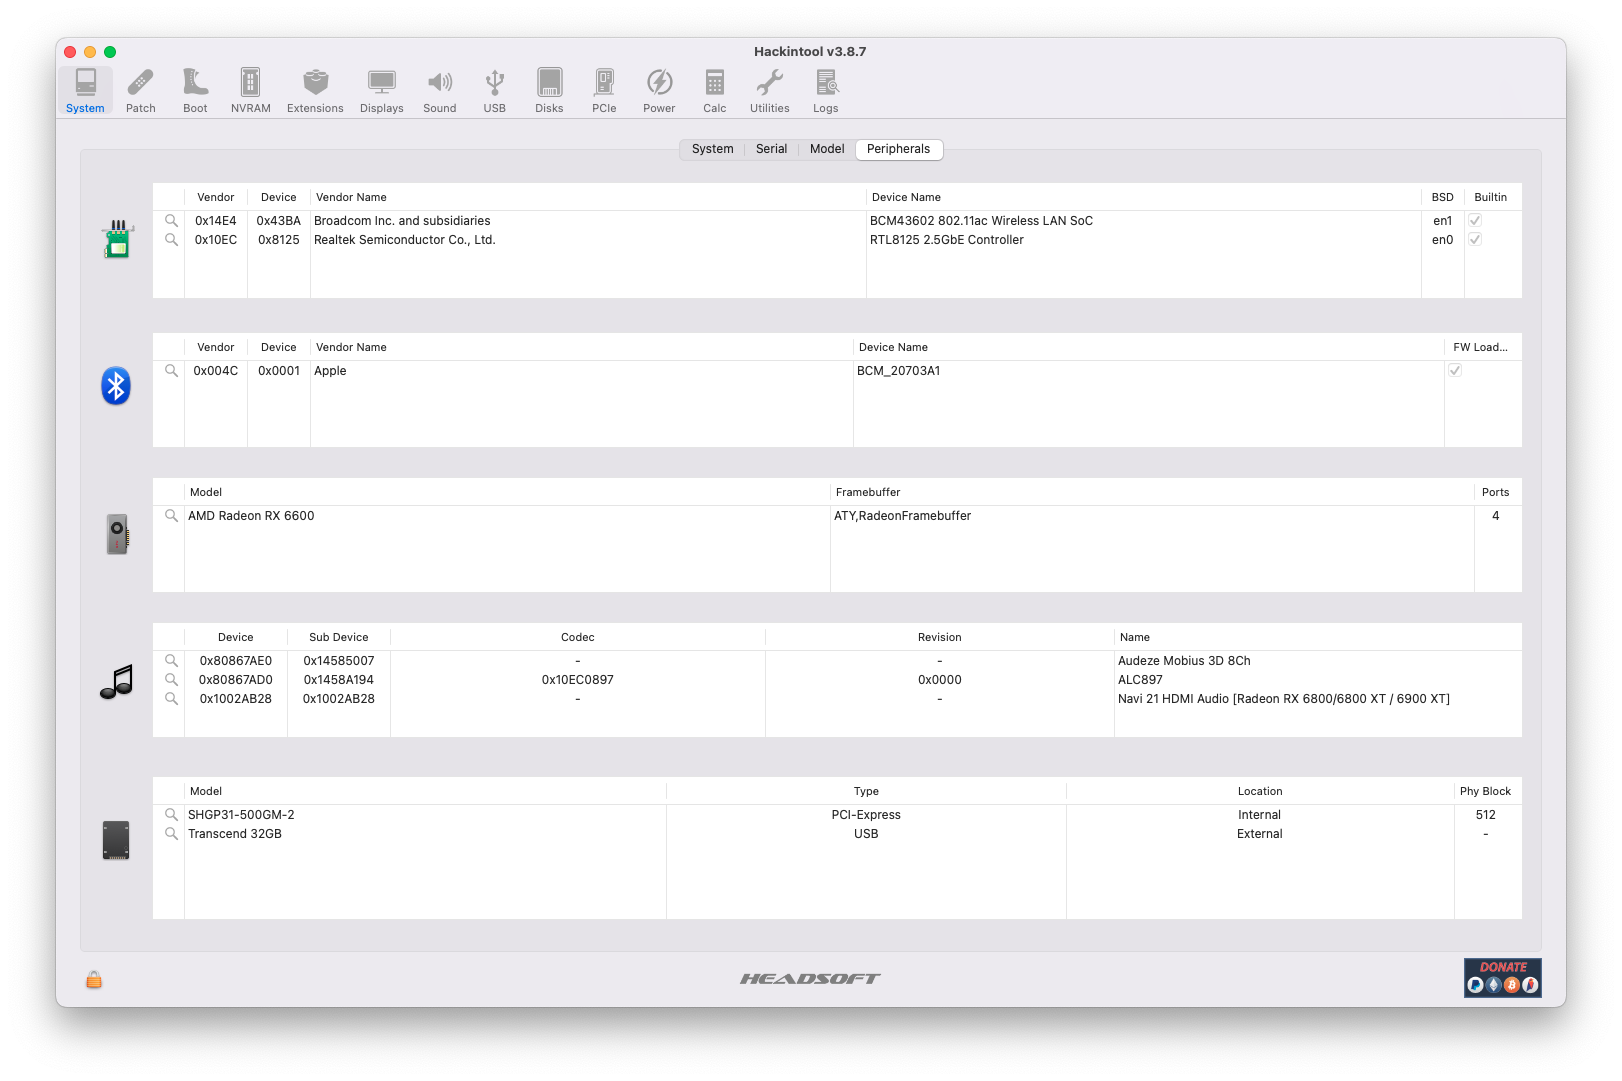 Hackintool v3.8.7
System Patch Boot NVRAM Extensions Displays Sound USB Disks PCIe Power Calc Utilities Logs
System Serial Model Peripherals
Vendor Device Vendor Name Device Name BSD Builtin
0x14E4 0x43BA Broadcom Inc. and subsidiaries BCM43602 802.11ac Wireless LAN SoC en1
0x10EC 0x8125 Realtek Semiconductor Co., Ltd. RTL8125 2.5GbE Controller en0
Vendor Device Vendor Name Device Name FW Load...
0x004C 0x0001 Apple BCM_20703A1
Model Framebuffer Ports
AMD Radeon RX 6600 ATY,RadeonFramebuffer 4
Device Sub Device Codec Revision Name
0x80867AE0 0x14585007 - - Audeze Mobius 3D 8Ch
0x80867AD0 0x1458A194 0x10EC0897 0x0000 ALC897
0x1002AB28 0x1002AB28 - - Navi 21 HDMI Audio [Radeon RX 6800/6800 XT / 6900 XT]
Model Type Location Phy Block
SHGP31-500GM-2 PCI-Express Internal 512
Transcend 32GB USB External -
HEADSOFT
DONATE